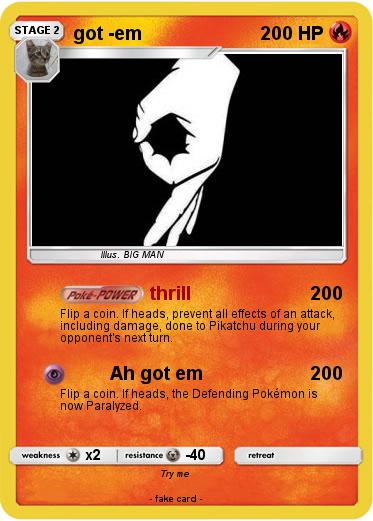 STAGE 2 got -em 200 HP
Illus. BIG MAN
Poké-POWER thrill 200
Flip a coin. If heads, prevent all effects of an attack,
including damage, done to Pikatchu during your
opponent's next turn.
Ah got em 200
Flip a coin. If heads, the Defending Pokémon is
now Paralyzed.
weakness x2 resistance -40 retreat
Try me
- fake card -